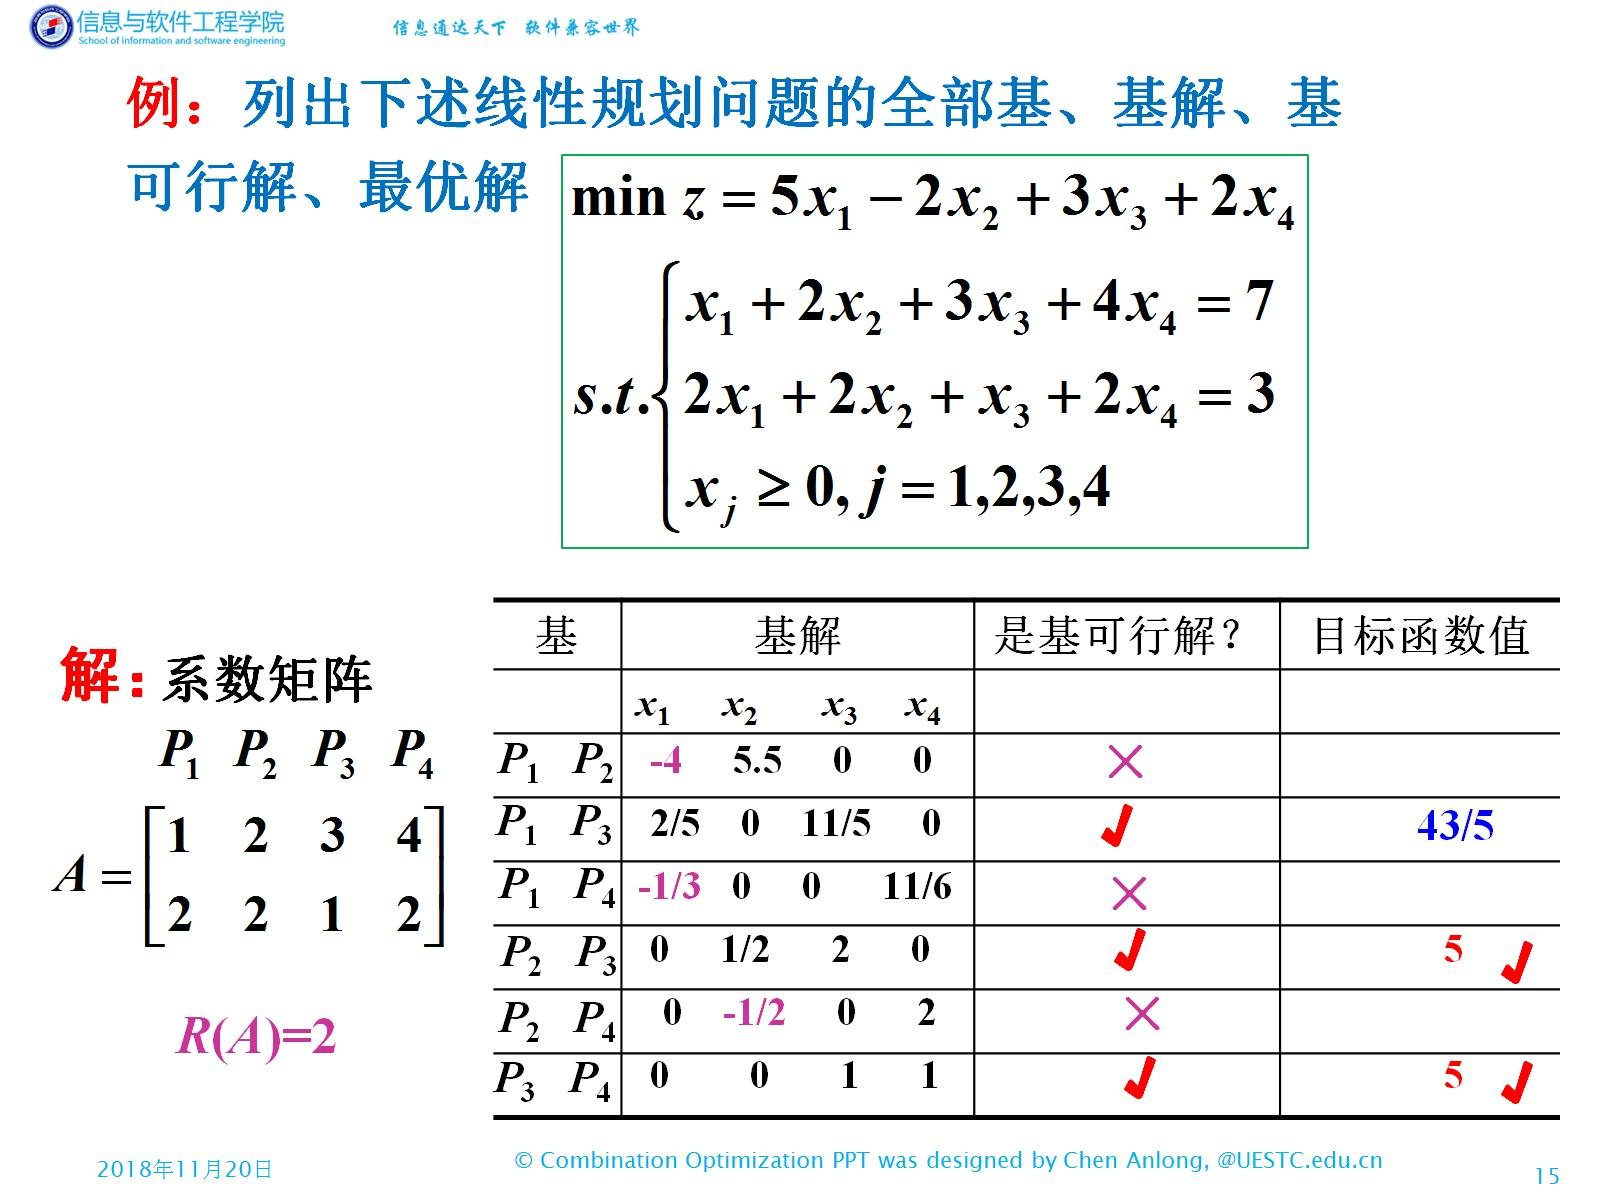 信息与软件工程学院
School of information and software engineering
信息通达天下 软件兼容世界
例：列出下述线性规划问题的全部基、基解、基
可行解、最优解
min z = 5x₁ − 2x₂ + 3x₃ + 2x₄
x₁ + 2x₂ + 3x₃ + 4x₄ = 7
s.t. 2x₁ + 2x₂ + x₃ + 2x₄ = 3
xⱼ ≥ 0, j = 1,2,3,4
解：系数矩阵
P₁ P₂ P₃ P₄
A = [1 2 3 4
2 2 1 2]
R(A)=2
基 基解 是基可行解？ 目标函数值
x₁ x₂ x₃ x₄
P₁ P₂ -4 5.5 0 0 ×
P₁ P₃ 2/5 0 11/5 0 ✓ 43/5
P₁ P₄ -1/3 0 0 11/6 ×
P₂ P₃ 0 1/2 2 0 ✓ 5 ✓
P₂ P₄ 0 -1/2 0 2 ×
P₃ P₄ 0 0 1 1 ✓ 5 ✓
2018年11月20日
© Combination Optimization PPT was designed by Chen Anlong, @UESTC.edu.cn
15